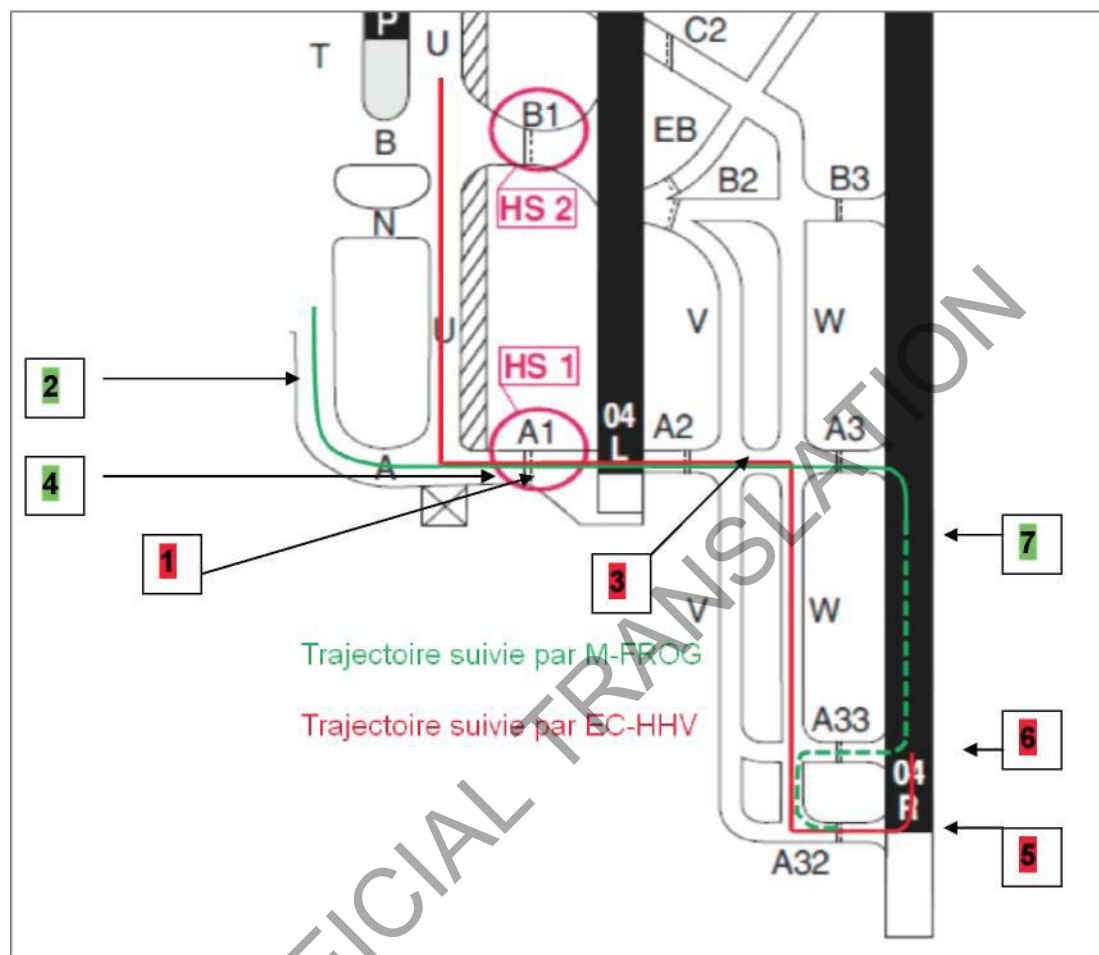 P
C2
T
U
B1
EB
B
B2
B3
HS 2
N
V
W
U
HS 1
2
04
L
A1
A2
A3
A
4
7
1
3
V
W
Trajectoire suivie par M-FROG
A33
Trajectoire suivie par EC-HHV
6
04
R
5
A32
FICIAL TRANSLATION